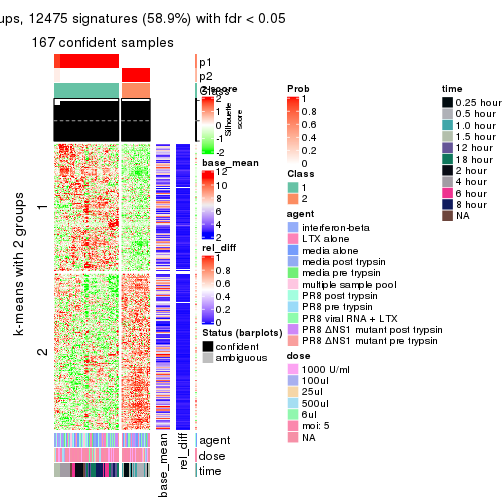 ups, 12475 signatures (58.9%) with fdr < 0.05
167 confident samples
p1
p2
Class
z-score
2
1
0
-1
-2
Silhouette
score
base_mean
12
10
8
6
4
2
rel_diff
1
0.8
0.6
0.4
0.2
0
Status (barplots)
confident
ambiguous
k-means with 2 groups
1
2
agent
dose
time
base_mean
rel_diff
Prob
1
0.8
0.6
0.4
0.2
0
Class
1
2
agent
interferon-beta
LTX alone
media alone
media post trypsin
media pre trypsin
multiple sample pool
PR8 post trypsin
PR8 pre trypsin
PR8 viral RNA + LTX
PR8 ΔNS1 mutant post trypsin
PR8 ΔNS1 mutant pre trypsin
dose
1000 U/ml
100ul
25ul
500ul
6ul
moi: 5
NA
time
0.25 hour
0.5 hour
1.0 hour
1.5 hour
12 hour
18 hour
2 hour
4 hour
6 hour
8 hour
NA